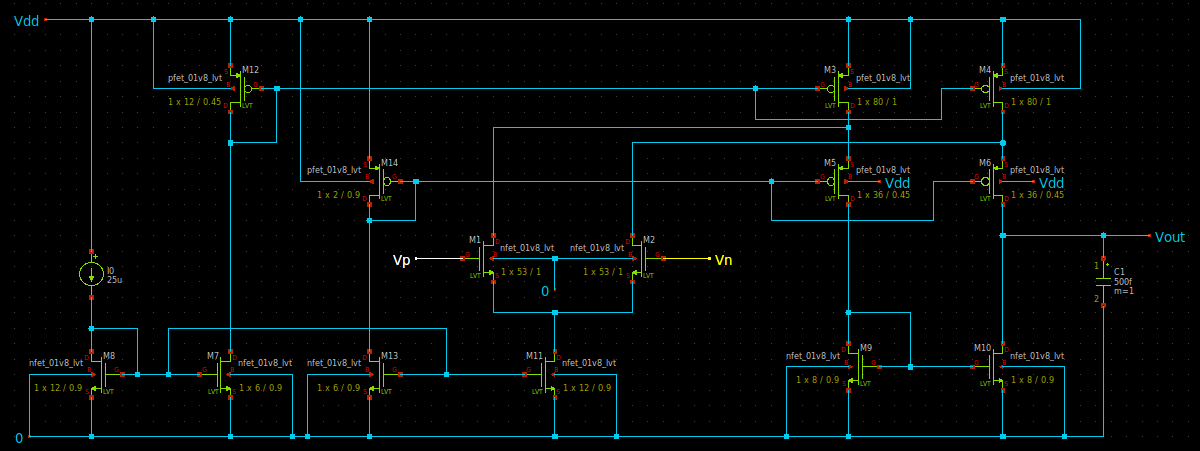 Vdd
M12
pfet_01v8_lvt
S
B
G
D
1 x 12 / 0.45
LVT
M3
pfet_01v8_lvt
S
G
B
D
1 x 80 / 1
LVT
M4
pfet_01v8_lvt
S
G
B
D
1 x 80 / 1
LVT
M14
pfet_01v8_lvt
S
B
G
D
1 x 2 / 0.9
LVT
M5
pfet_01v8_lvt
S
G
B
Vdd
D
1 x 36 / 0.45
LVT
M6
pfet_01v8_lvt
S
G
B
Vdd
D
1 x 36 / 0.45
LVT
M1
nfet_01v8_lvt
D
Vp
G
B
S
1 x 53 / 1
LVT
M2
nfet_01v8_lvt
D
B
G
Vn
S
1 x 53 / 1
LVT
0
Vout
I0
25u
+
1
2
C1
500f
m=1
M8
nfet_01v8_lvt
D
B
G
S
1 x 12 / 0.9
LVT
M7
nfet_01v8_lvt
D
G
B
S
1 x 6 / 0.9
LVT
M13
nfet_01v8_lvt
D
B
G
S
1 x 6 / 0.9
LVT
M11
nfet_01v8_lvt
D
G
B
S
1 x 12 / 0.9
LVT
M9
nfet_01v8_lvt
D
B
G
S
1 x 8 / 0.9
LVT
M10
nfet_01v8_lvt
D
G
B
S
1 x 8 / 0.9
LVT
0